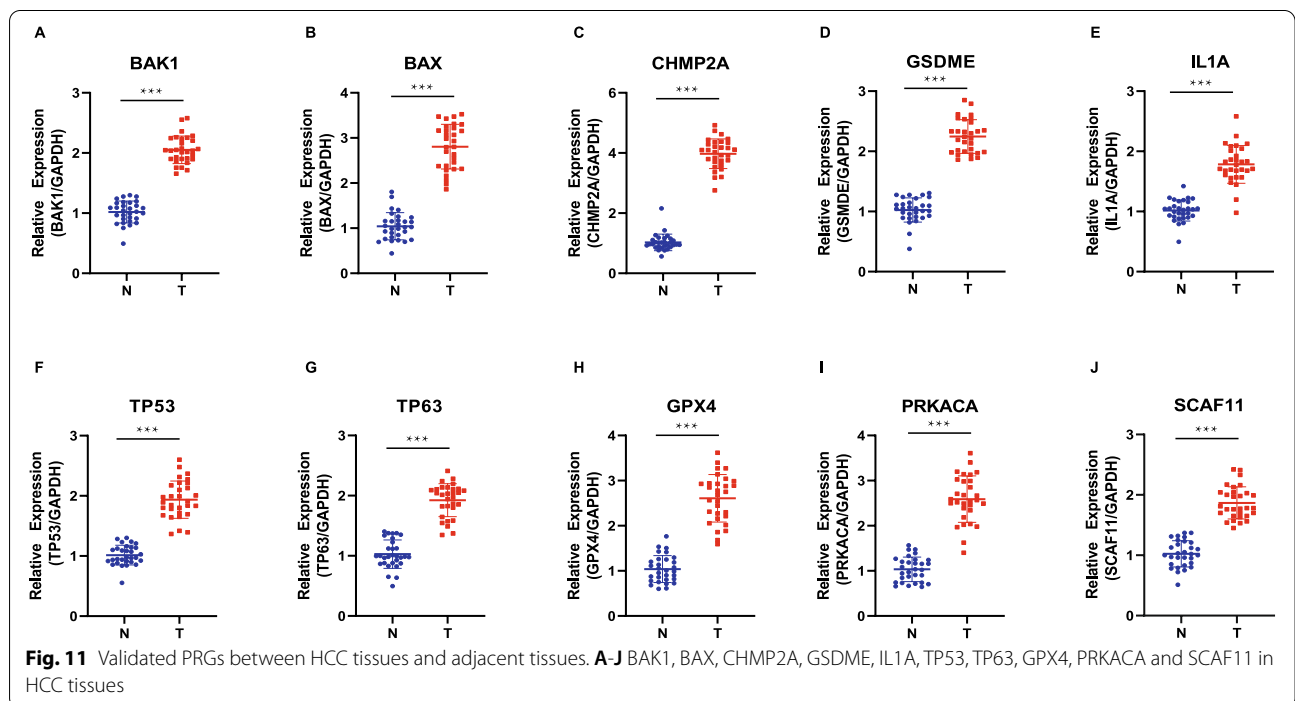 A
BAK1
***
Relative Expression
(BAK1/GAPDH)
3
2
1
0
N T
B
BAX
***
Relative Expression
(BAX/GAPDH)
4
3
2
1
0
N T
C
CHMP2A
***
Relative Expression
(CHMP2A/GAPDH)
6
4
2
0
N T
D
GSDME
***
Relative Expression
(GSMDE/GAPDH)
3
2
1
0
N T
E
IL1A
***
Relative Expression
(IL1A/GAPDH)
3
2
1
0
N T
F
TP53
***
Relative Expression
(TP53/GAPDH)
3
2
1
0
N T
G
TP63
***
Relative Expression
(TP63/GAPDH)
3
2
1
0
N T
H
GPX4
***
Relative Expression
(GPX4/GAPDH)
4
3
2
1
0
N T
I
PRKACA
***
Relative Expression
(PRKACA/GAPDH)
4
3
2
1
0
N T
J
SCAF11
***
Relative Expression
(SCAF11/GAPDH)
3
2
1
0
N T
Fig. 11 Validated PRGs between HCC tissues and adjacent tissues. A-J BAK1, BAX, CHMP2A, GSDME, IL1A, TP53, TP63, GPX4, PRKACA and SCAF11 in
HCC tissues